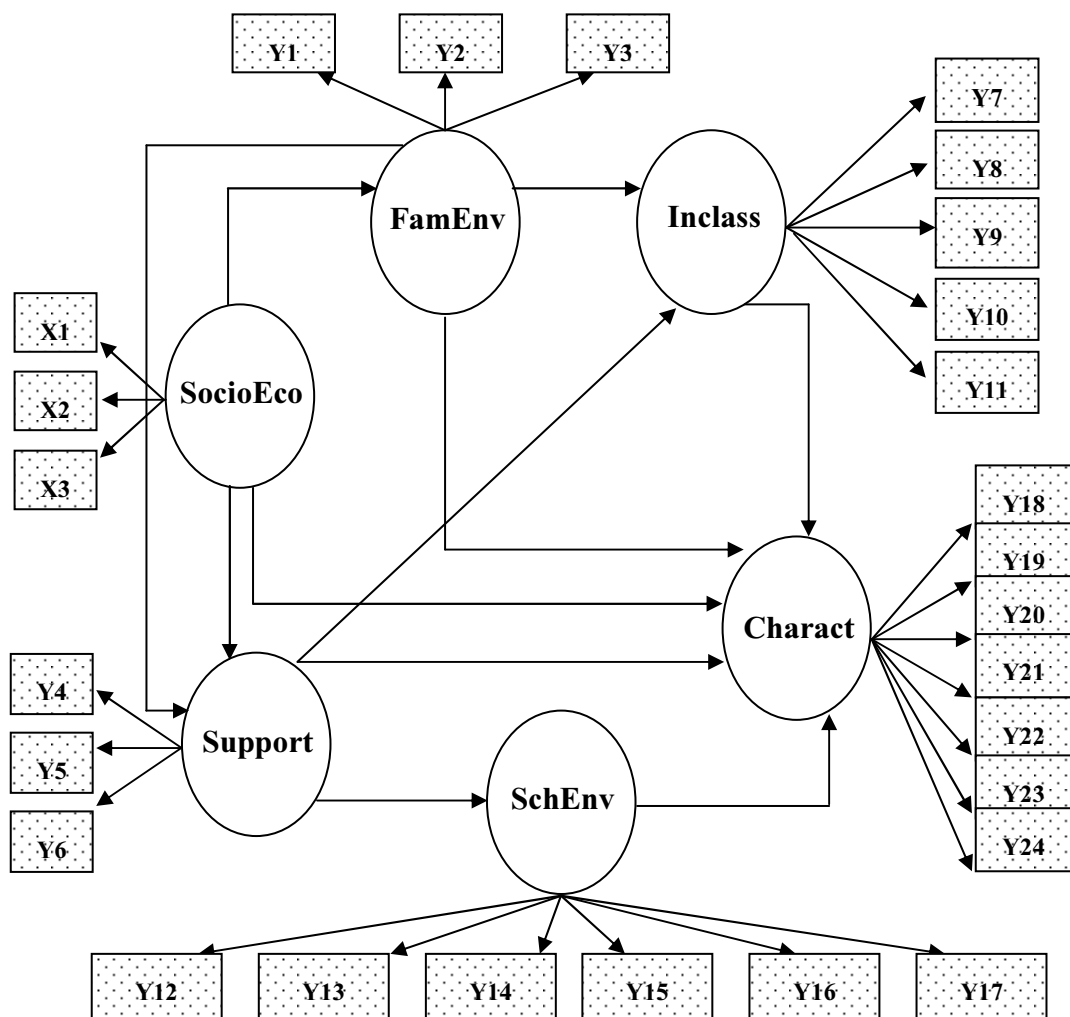 Y1
Y2
Y3
Y7
Y8
Y9
Y10
Y11
FamEnv
Inclass
X1
X2
X3
SocioEco
Y18
Y19
Y20
Y21
Y22
Y23
Y24
Charact
Y4
Y5
Y6
Support
SchEnv
Y12
Y13
Y14
Y15
Y16
Y17